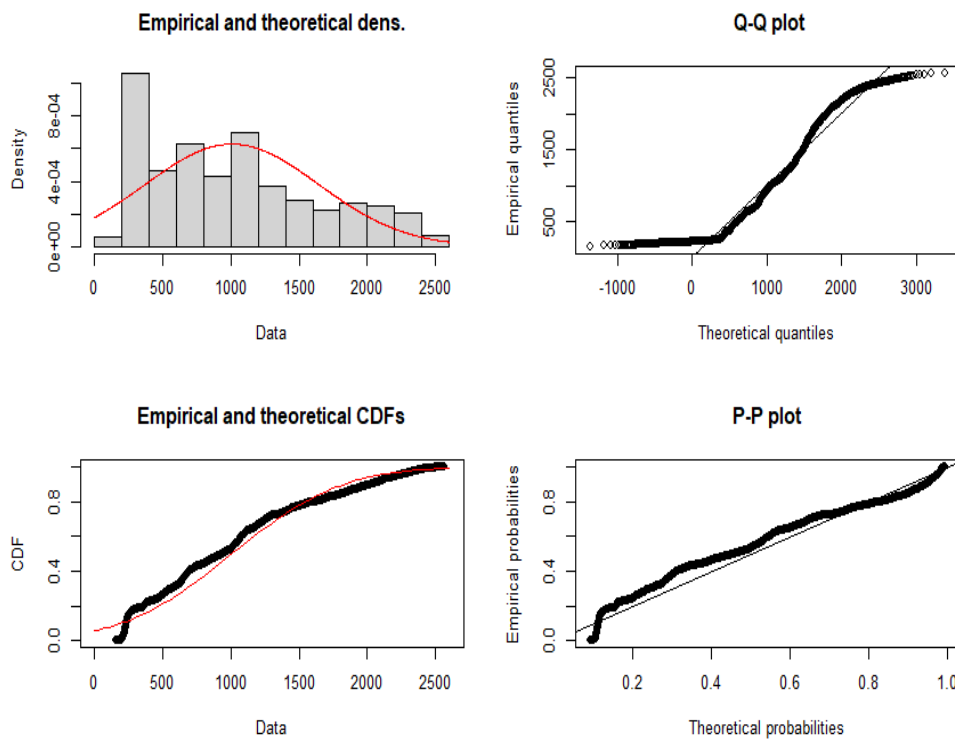 Empirical and theoretical dens.
Density
0e+00 4e-04 8e-04
0 500 1000 1500 2000 2500
Data
Q-Q plot
Empirical quantiles
500 1500 2500
-1000 0 1000 2000 3000
Theoretical quantiles
Empirical and theoretical CDFs
CDF
0.0 0.4 0.8
0 500 1000 1500 2000 2500
Data
P-P plot
Empirical probabilities
0.0 0.4 0.8
0.2 0.4 0.6 0.8 1.0
Theoretical probabilities